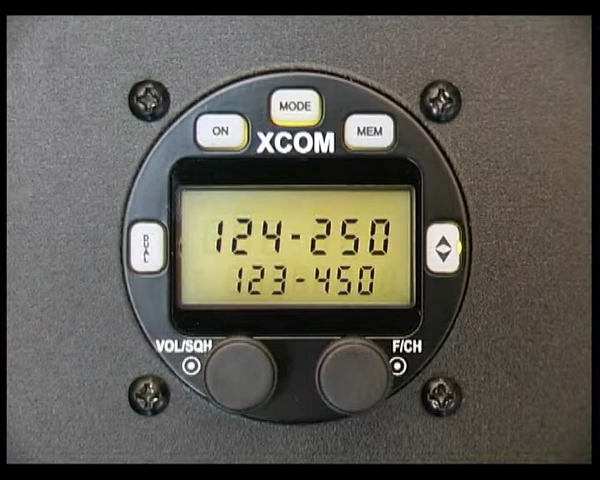 MODE
ON
MEM
XCOM
DUAL
124-250
123-450
VOL/SQH
F/CH